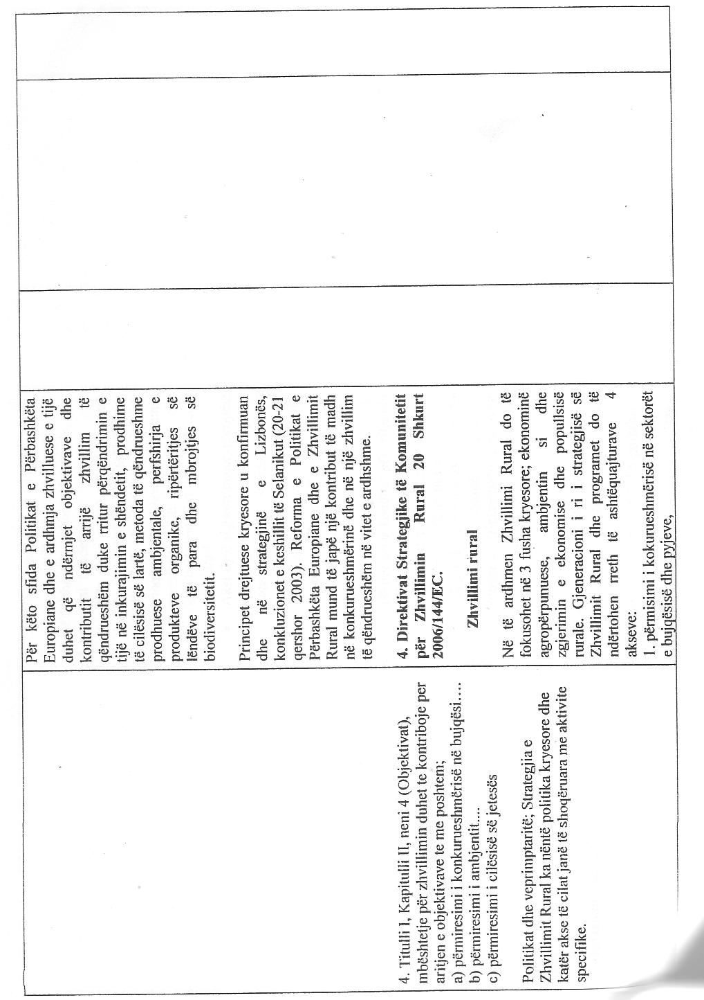 4. Titulli I, Kapitulli II, neni 4 (Objektivat),
mbështetje për zhvillimin duhet te kontriboje per
aritjen e objektivave te me poshtem;
a) përmiresimi i konkurueshmërisë në bujqësi….
b) përmiresimi i ambjentit....
c) përmiresimi i cilësisë së jetesës
Politikat dhe veprimptaritë; Strategjia e
Zhvillimit Rural ka nëntë politika kryesore dhe
katër akse të cilat janë të shoqëruara me aktivite
specifike.
Për këto sfida Politikat e Përbashkëta
Europiane dhe e ardhmja zhvilluese e tijë
duhet që ndërmjet objektivave dhe
kontributit të arrijë zhvillim të
qëndrueshëm duke rritur përqëndrimin e
tijë në inkurajimin e shëndetit, prodhime
të cilësisë së lartë, metoda të qëndrueshme
prodhuese ambjentale, perfshirja e
produkteve organike, ripërtëritjes së
lëndëve të para dhe mbrojtjes së
biodiversitetit.
Principet drejtuese kryesore u konfirmuan
dhe në strategjinë e Lizbonës,
konkluzionet e keshillit të Selanikut (20-21
qershor 2003). Reforma e Politikat e
Përbashkëta Europiane dhe e Zhvillimit
Rural mund të japë një kontribut të madh
në konkurueshmërinë dhe në një zhvillim
të qëndrueshëm në vitet e ardhshme.
4. Direktivat Strategjike të Komunitetit
për Zhvillimin Rural 20 Shkurt
2006/144/EC.
Zhvillimi rural
Në të ardhmen Zhvillimi Rural do të
fokusohet në 3 fusha kryesore; ekonominë
agropërpunuese, ambjentin si dhe
zgjerimin e ekonomise dhe popullsisë
rurale. Gjeneracioni i ri i strategjisë së
Zhvillimit Rural dhe programet do të
ndërtohen rreth të ashtëquajturave 4
akseve:
1. përmisimi i kokurueshmërisë në sektorët
e bujqësisë dhe pyjeve,